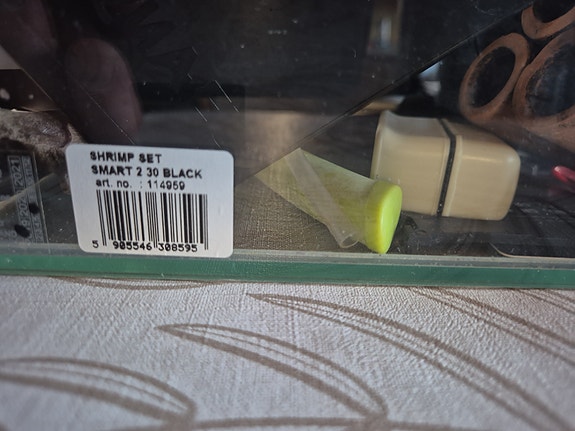 SHRIMP SET
SMART 2 30 BLACK
art. no. : 114959
5 905546 308595